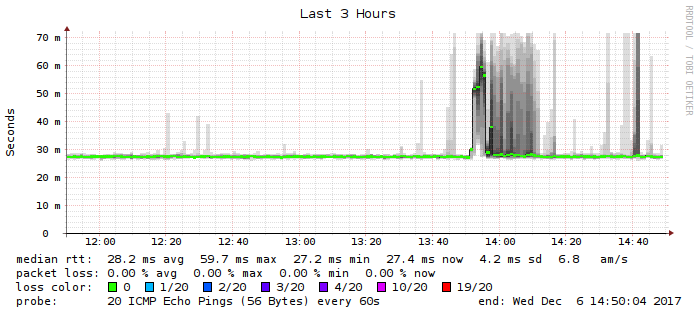 Last 3 Hours
RRDTOOL / TOBI OETIKER
Seconds
70 m
60 m
50 m
40 m
30 m
20 m
10 m
0
12:00 12:20 12:40 13:00 13:20 13:40 14:00 14:20 14:40
median rtt: 28.2 ms avg 59.7 ms max 27.2 ms min 27.4 ms now 4.2 ms sd 6.8 am/s
packet loss: 0.00 % avg 0.00 % max 0.00 % min 0.00 % now
loss color: 0 1/20 2/20 3/20 4/20 10/20 19/20
probe: 20 ICMP Echo Pings (56 Bytes) every 60s end: Wed Dec 6 14:50:04 2017